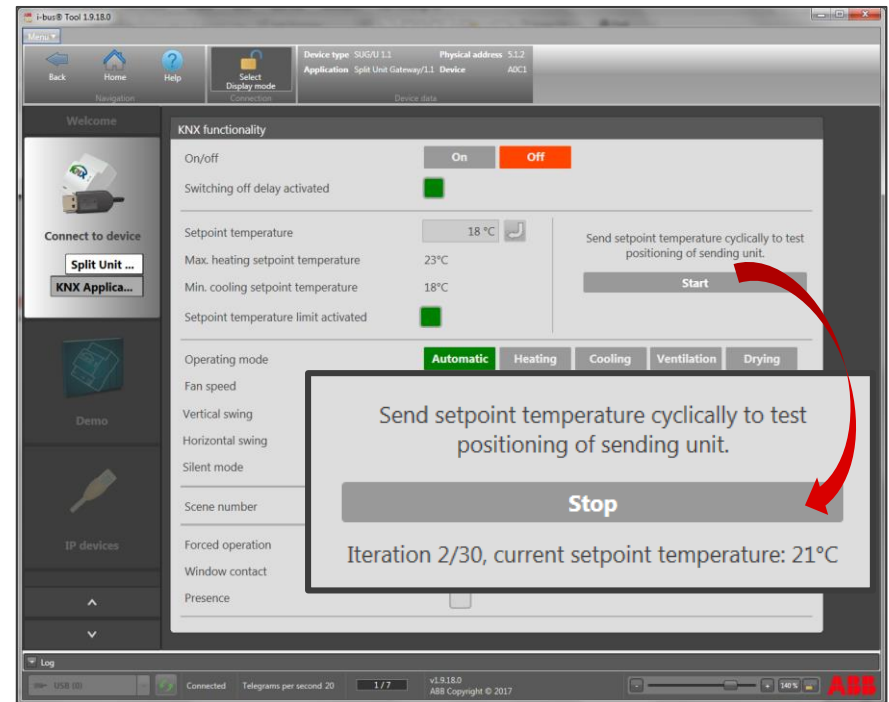 i-bus® Tool 1.9.18.0
Menu
Back
Home
Help
Select
Display mode
Device type SUG/U 1.1 Physical address 5.1.2
Application Split Unit Gateway/1.1 Device A0C1
Navigation
Connection
Device data
Welcome
Connect to device
Split Unit ...
KNX Applica...
Demo
IP devices
KNX functionality
On/off On Off
Switching off delay activated
Setpoint temperature 18 °C
Max. heating setpoint temperature 23°C
Min. cooling setpoint temperature 18°C
Setpoint temperature limit activated
Send setpoint temperature cyclically to test
positioning of sending unit.
Start
Operating mode Automatic Heating Cooling Ventilation Drying
Fan speed
Vertical swing
Horizontal swing
Silent mode
Scene number
Forced operation
Window contact
Presence
Send setpoint temperature cyclically to test
positioning of sending unit.
Stop
Iteration 2/30, current setpoint temperature: 21°C
Log
USB (0) Connected Telegrams per second 20 1/7 v1.9.18.0
ABB Copyright © 2017
140 %
ABB